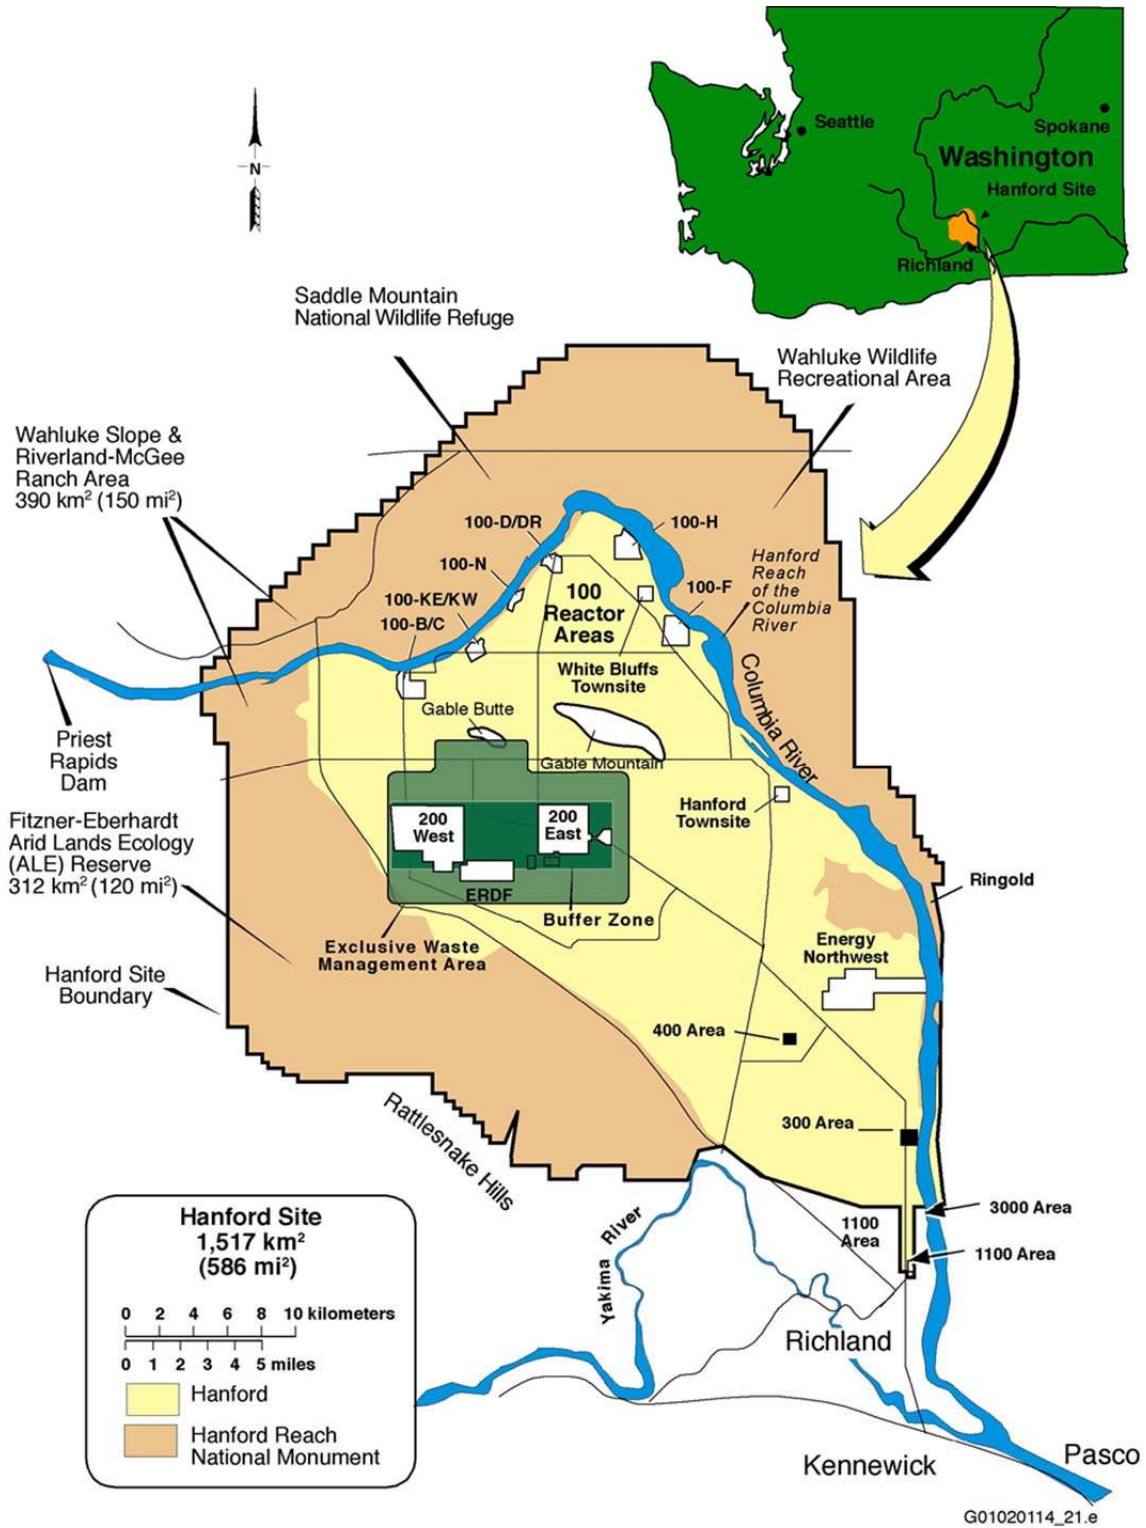 Seattle
Spokane
Washington
Hanford Site
Richland
N
Saddle Mountain
National Wildlife Refuge
Wahluke Wildlife
Recreational Area
Wahluke Slope &
Riverland-McGee
Ranch Area
390 km² (150 mi²)
100-D/DR
100-H
100-N
Hanford
Reach
of the
Columbia
River
100-F
100-KE/KW
100-B/C
100
Reactor
Areas
White Bluffs
Townsite
Columbia River
Gable Butte
Gable Mountain
Priest
Rapids
Dam
Hanford
Townsite
200
West
200
East
Fitzner-Eberhardt
Arid Lands Ecology
(ALE) Reserve
312 km² (120 mi²)
ERDF
Buffer Zone
Ringold
Exclusive Waste
Management Area
Energy
Northwest
Hanford Site
Boundary
400 Area
300 Area
Rattlesnake Hills
Yakima River
1100
Area
3000 Area
1100 Area
Richland
Kennewick
Pasco
Hanford Site
1,517 km²
(586 mi²)
0 2 4 6 8 10 kilometers
0 1 2 3 4 5 miles
Hanford
Hanford Reach
National Monument
G01020114_21.e